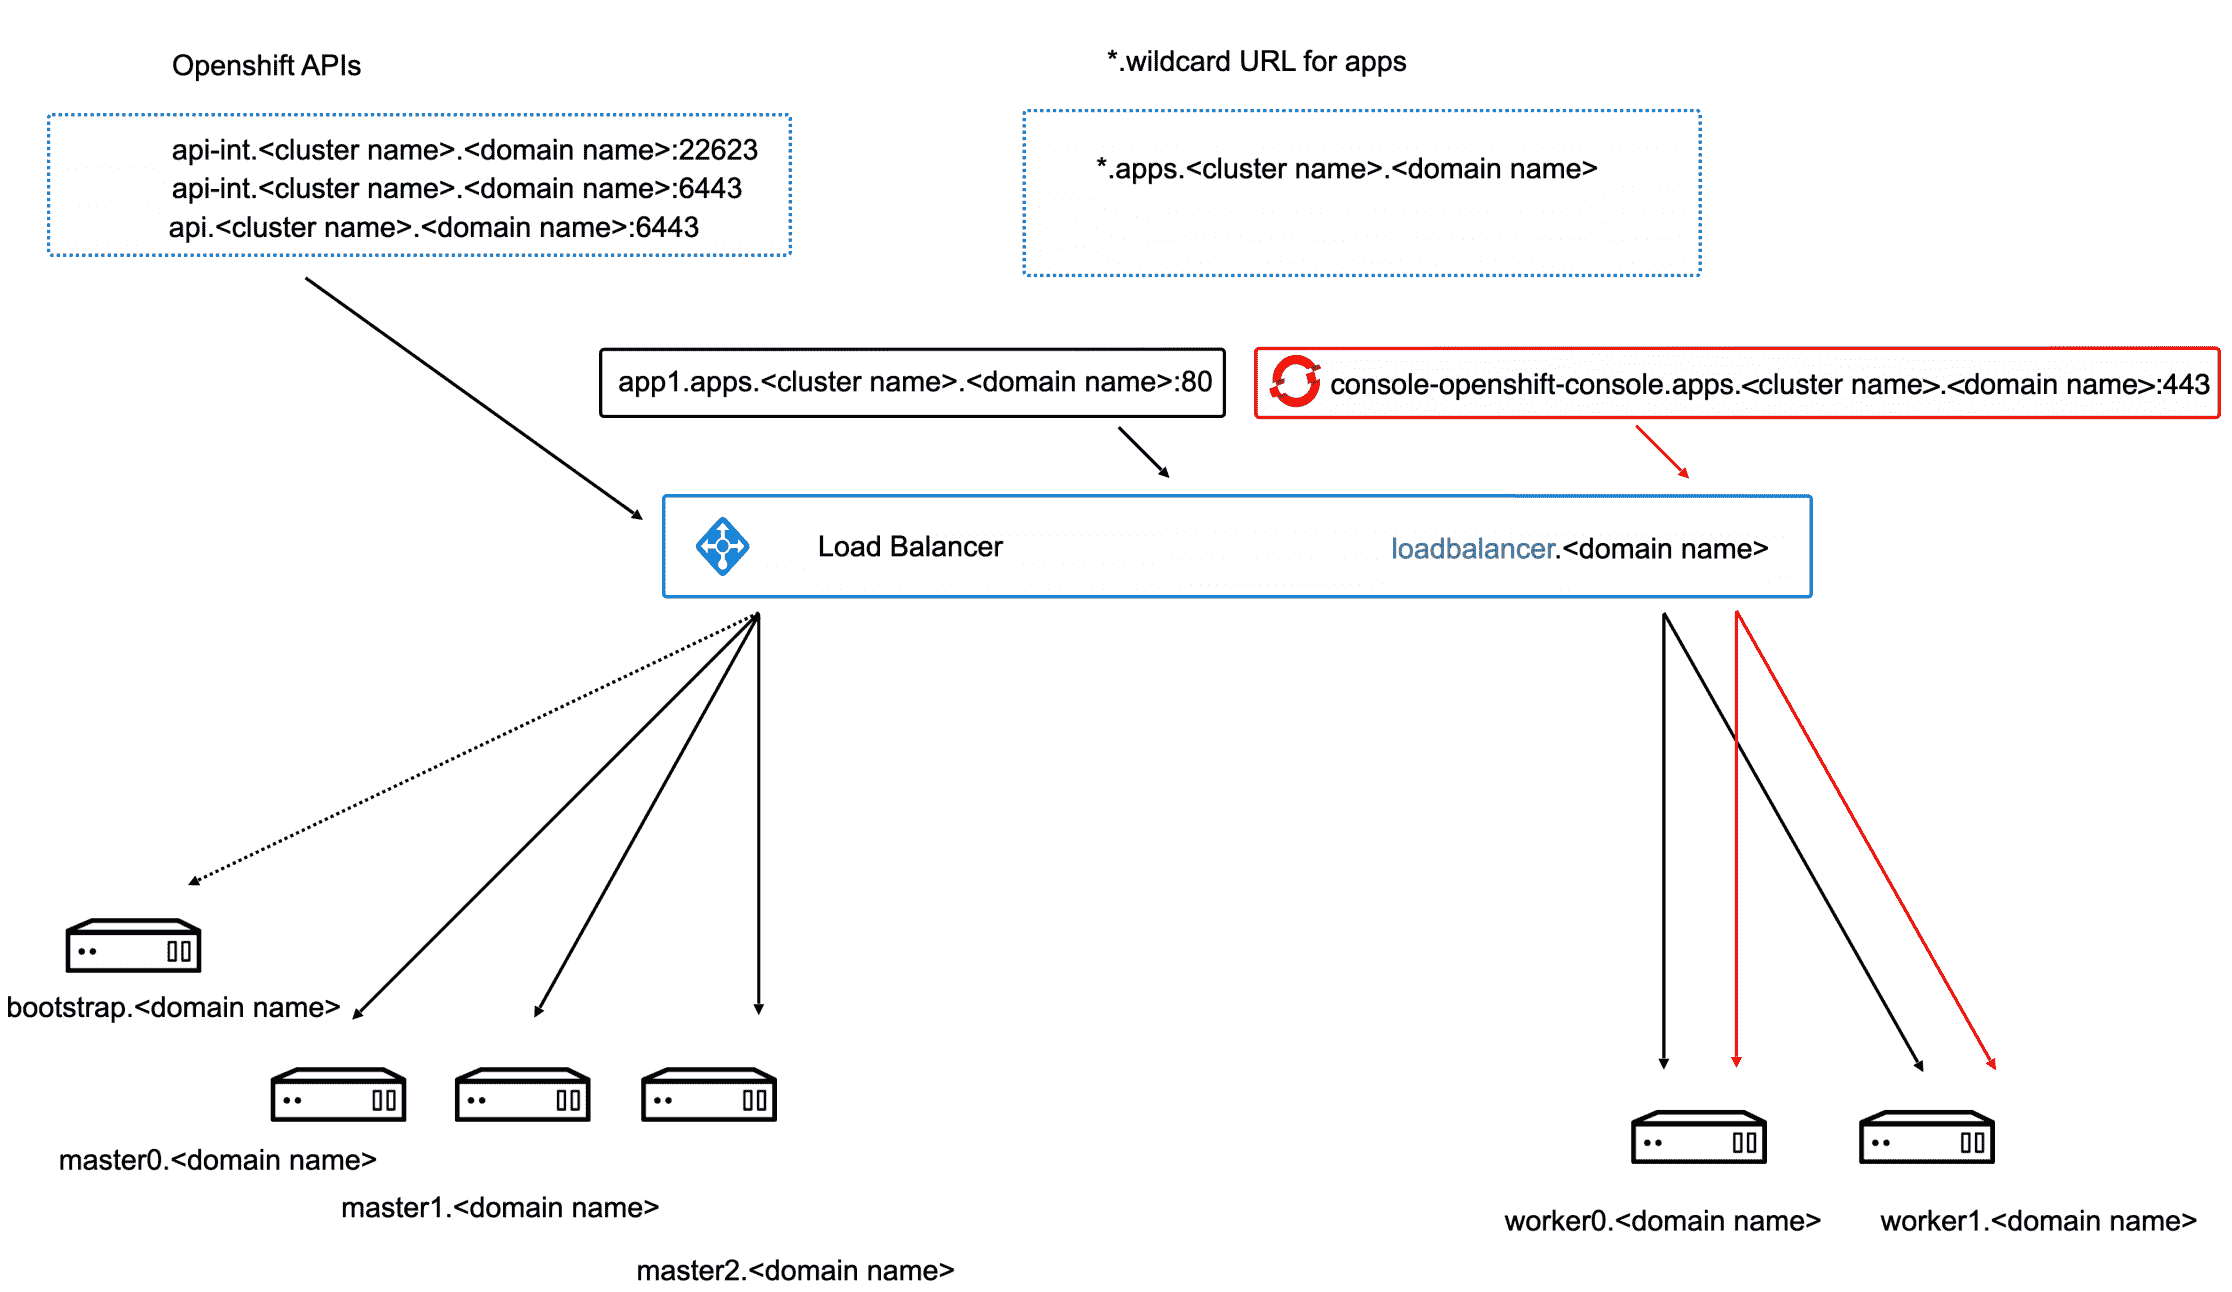 Openshift APIs
*.wildcard URL for apps
api-int.<cluster name>.<domain name>:22623
api-int.<cluster name>.<domain name>:6443
api.<cluster name>.<domain name>:6443
*.apps.<cluster name>.<domain name>
app1.apps.<cluster name>.<domain name>:80
console-openshift-console.apps.<cluster name>.<domain name>:443
Load Balancer
loadbalancer.<domain name>
bootstrap.<domain name>
master0.<domain name>
master1.<domain name>
master2.<domain name>
worker0.<domain name>
worker1.<domain name>